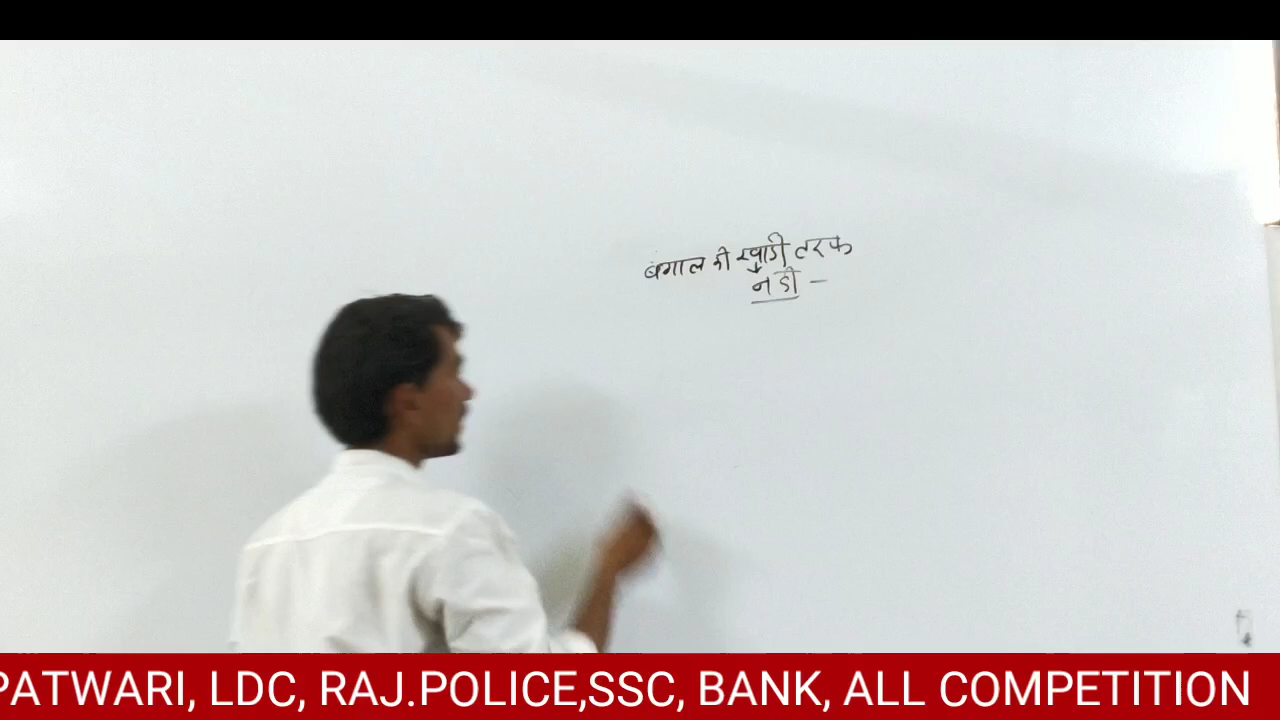 बंगाल की खाडी तरफ
नदी –
PATWARI, LDC, RAJ.POLICE,SSC, BANK, ALL COMPETITION